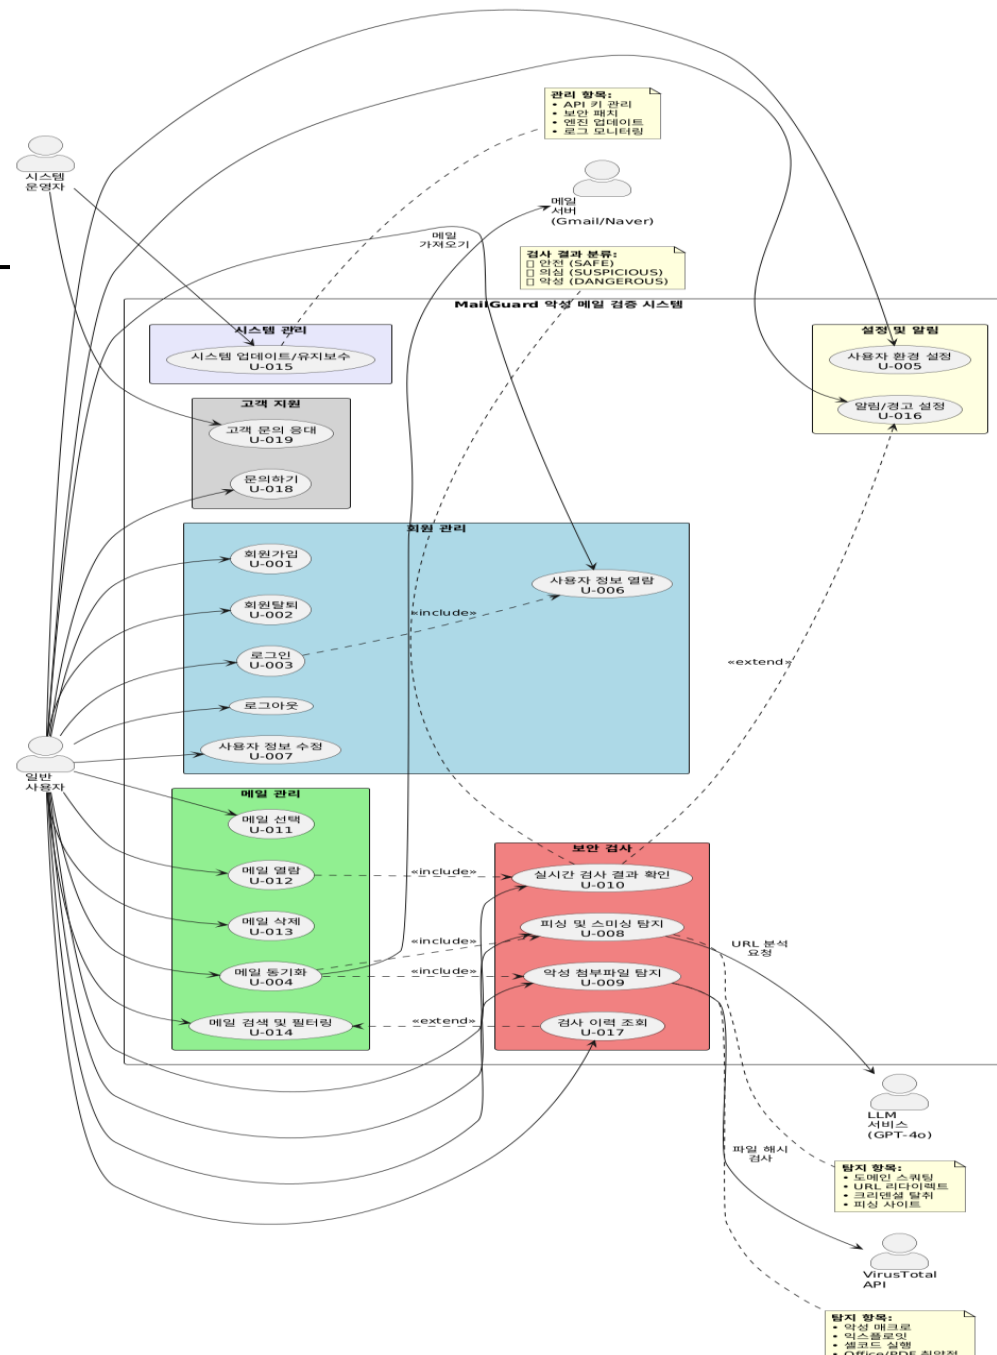 관리 항목:
• API 키 관리
• 보안 패치
• 엔진 업데이트
• 로그 모니터링
시스템
운영자
메일
서버
(Gmail/Naver)
메일
가져오기
검사 결과 분류:
안전 (SAFE)
의심 (SUSPICIOUS)
악성 (DANGEROUS)
MailGuard 악성 메일 검증 시스템
시스템 관리
시스템 업데이트/유지보수
U-015
설정 및 알림
사용자 환경 설정
U-005
알림/경고 설정
U-016
고객 지원
고객 문의 응대
U-019
문의하기
U-018
회원 관리
회원가입
U-001
사용자 정보 열람
U-006
회원탈퇴
U-002
«include»
로그인
U-003
«extend»
로그아웃
사용자 정보 수정
U-007
일반
사용자
메일 관리
메일 선택
U-011
보안 검사
메일 열람
U-012
«include»
실시간 검사 결과 확인
U-010
메일 삭제
U-013
피싱 및 스미싱 탐지
U-008
«include»
URL 분석
요청
메일 동기화
U-004
«include»
악성 첨부파일 탐지
U-009
메일 검색 및 필터링
U-014
«extend»
검사 이력 조회
U-017
LLM
서비스
(GPT-4o)
파일 해시
검사
탐지 항목:
• 도메인 스쿼팅
• URL 리다이렉트
• 크리덴셜 탈취
• 피싱 사이트
VirusTotal
API
탐지 항목:
• 악성 매크로
• 익스플로잇
• 셸코드 실행
• Office/PDF 취약점